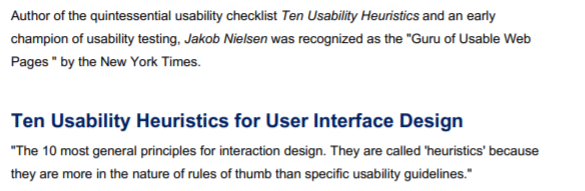 Author of the quintessential usability checklist Ten Usability Heuristics and an early
champion of usability testing, Jakob Nielsen was recognized as the "Guru of Usable Web
Pages " by the New York Times.
Ten Usability Heuristics for User Interface Design
"The 10 most general principles for interaction design. They are called 'heuristics' because
they are more in the nature of rules of thumb than specific usability guidelines."